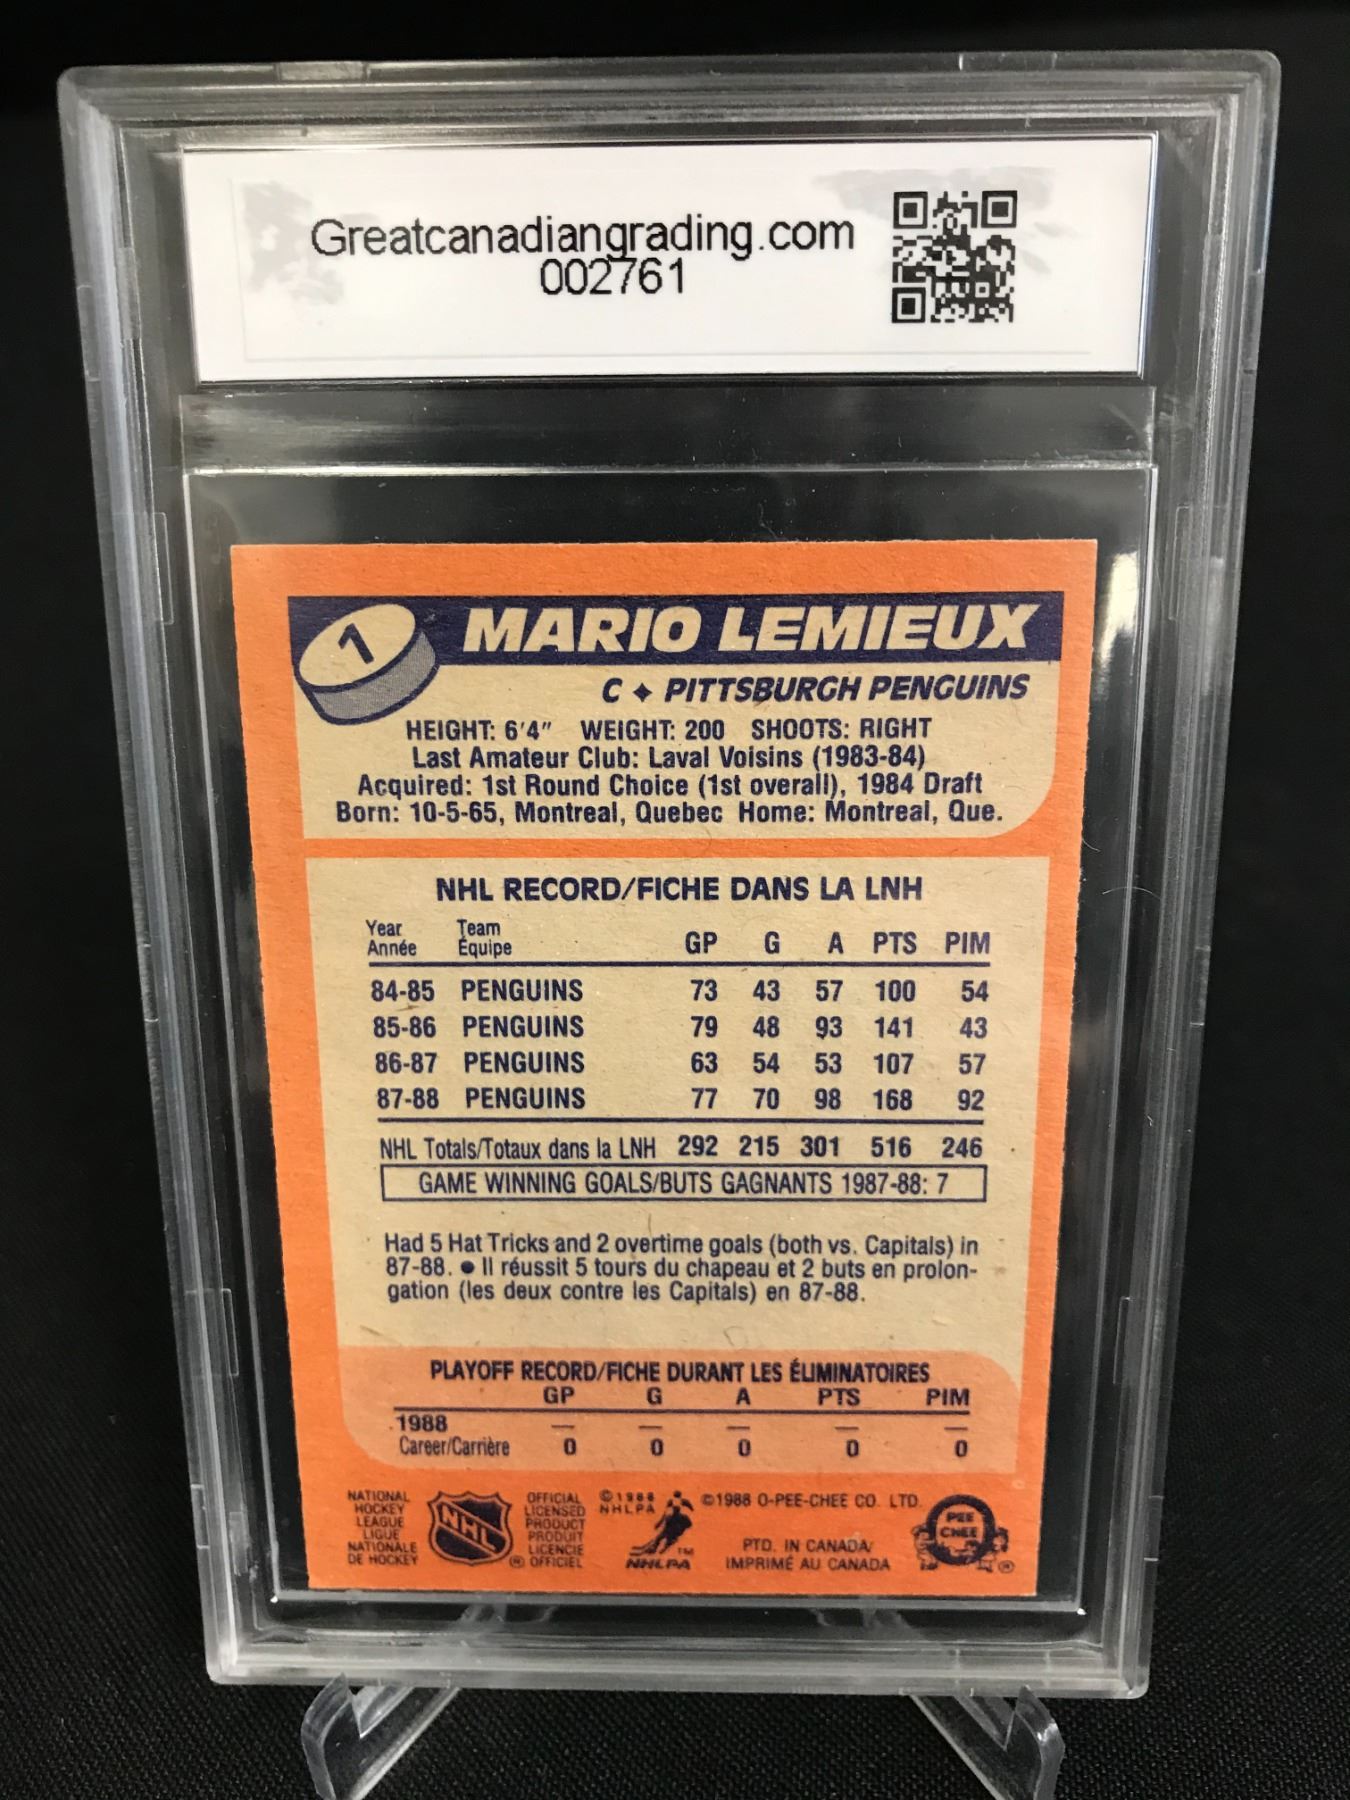 Greatcanadiangrading.com
002761
1
MARIO LEMIEUX
C ✦ PITTSBURGH PENGUINS
HEIGHT: 6'4" WEIGHT: 200 SHOOTS: RIGHT
Last Amateur Club: Laval Voisins (1983-84)
Acquired: 1st Round Choice (1st overall), 1984 Draft
Born: 10-5-65, Montreal, Quebec Home: Montreal, Que.
NHL RECORD/FICHE DANS LA LNH
Year Team
Année Équipe GP G A PTS PIM
84-85 PENGUINS 73 43 57 100 54
85-86 PENGUINS 79 48 93 141 43
86-87 PENGUINS 63 54 53 107 57
87-88 PENGUINS 77 70 98 168 92
NHL Totals/Totaux dans la LNH 292 215 301 516 246
GAME WINNING GOALS/BUTS GAGNANTS 1987-88: 7
Had 5 Hat Tricks and 2 overtime goals (both vs. Capitals) in
87-88. ● Il réussit 5 tours du chapeau et 2 buts en prolon-
gation (les deux contre les Capitals) en 87-88.
PLAYOFF RECORD/FICHE DURANT LES ÉLIMINATOIRES
GP G A PTS PIM
1988 — — — — —
Career/Carrière 0 0 0 0 0
NATIONAL
HOCKEY
LEAGUE
LIGUE
NATIONALE
DE HOCKEY
NHL
OFFICIAL
LICENSED
PRODUCT
PRODUIT
LICENCIE
® OFFICIEL
©1988
NHLPA
TM
NHLPA
©1988 O-PEE-CHEE CO. LTD.
PTD. IN CANADA/
IMPRIMÉ AU CANADA
PEE
CHEE
®